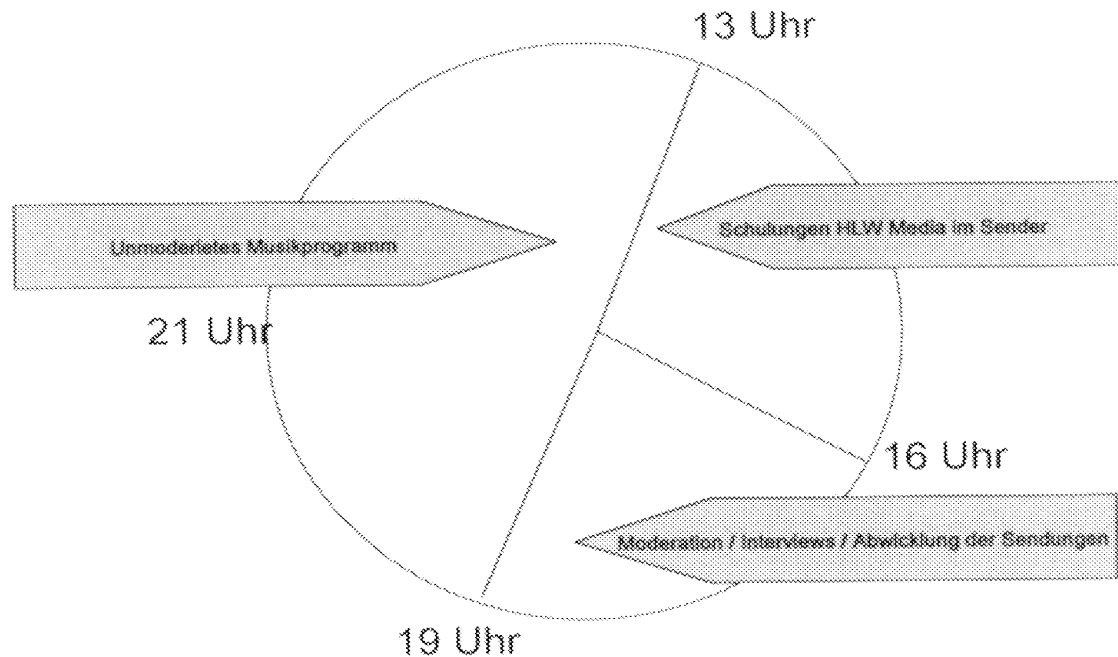 13 Uhr
Unmoderietes Musikprogramm
Schulungen HLW Media im Sender
21 Uhr
16 Uhr
Moderation / Interviews / Abwicklung der Sendungen
19 Uhr